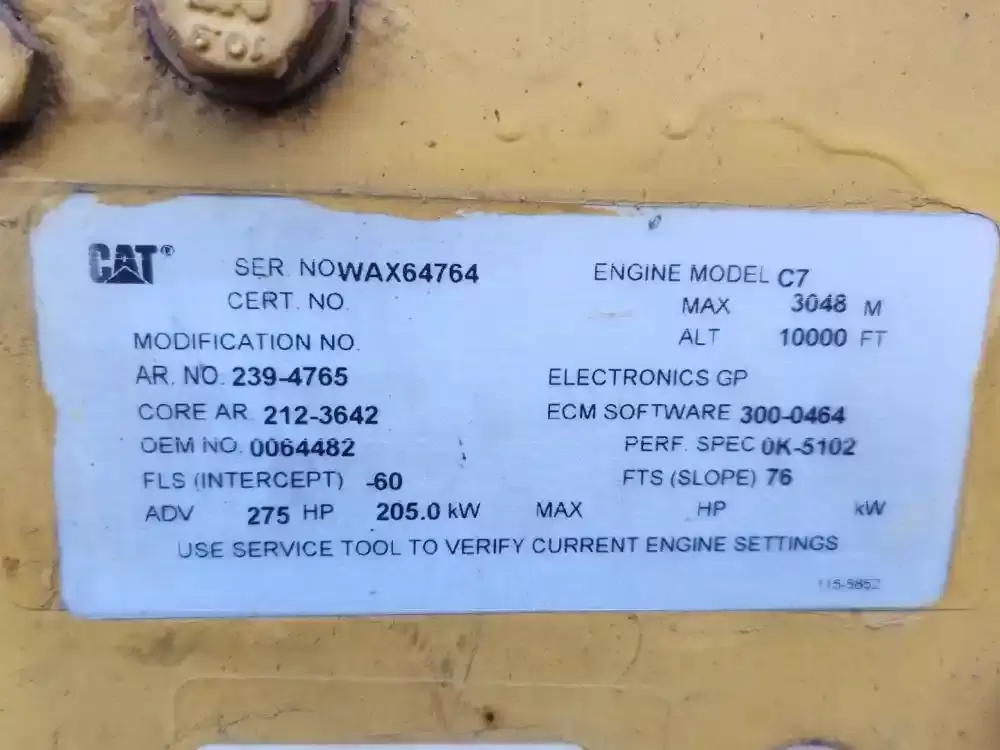 10.9
CAT® SER. NO WAX64764 ENGINE MODEL C7
CERT. NO. MAX 3048 M
MODIFICATION NO. ALT 10000 FT
AR. NO. 239-4765 ELECTRONICS GP
CORE AR. 212-3642 ECM SOFTWARE 300-0464
OEM NO. 0064482 PERF. SPEC 0K-5102
FLS (INTERCEPT) -60 FTS (SLOPE) 76
ADV 275 HP 205.0 kW MAX HP kW
USE SERVICE TOOL TO VERIFY CURRENT ENGINE SETTINGS
115-5852